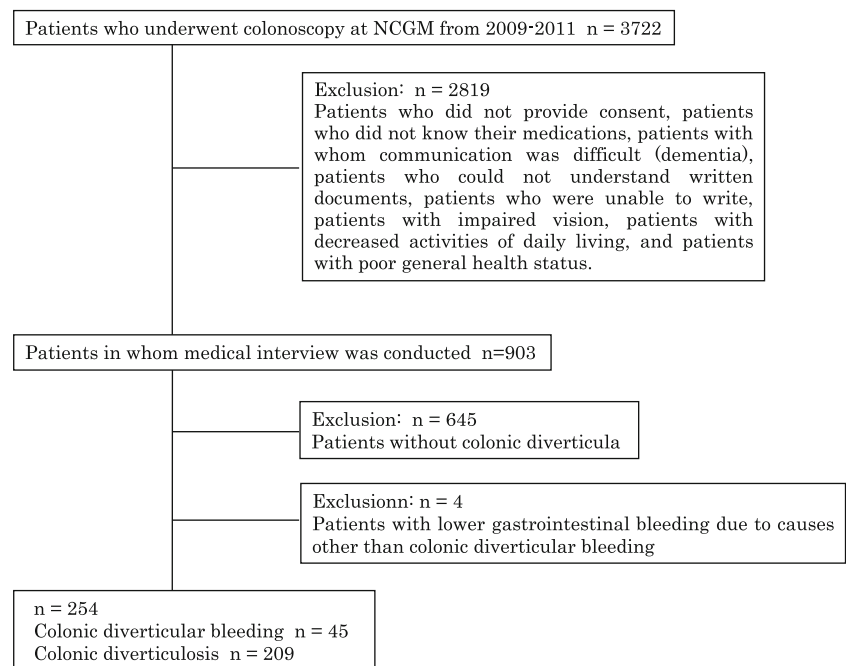 Patients who underwent colonoscopy at NCGM from 2009-2011 n = 3722
Exclusion: n = 2819
Patients who did not provide consent, patients
who did not know their medications, patients with
whom communication was difficult (dementia),
patients who could not understand written
documents, patients who were unable to write,
patients with impaired vision, patients with
decreased activities of daily living, and patients
with poor general health status.
Patients in whom medical interview was conducted n=903
Exclusion: n = 645
Patients without colonic diverticula
Exclusionn: n = 4
Patients with lower gastrointestinal bleeding due to causes
other than colonic diverticular bleeding
n = 254
Colonic diverticular bleeding n = 45
Colonic diverticulosis n = 209